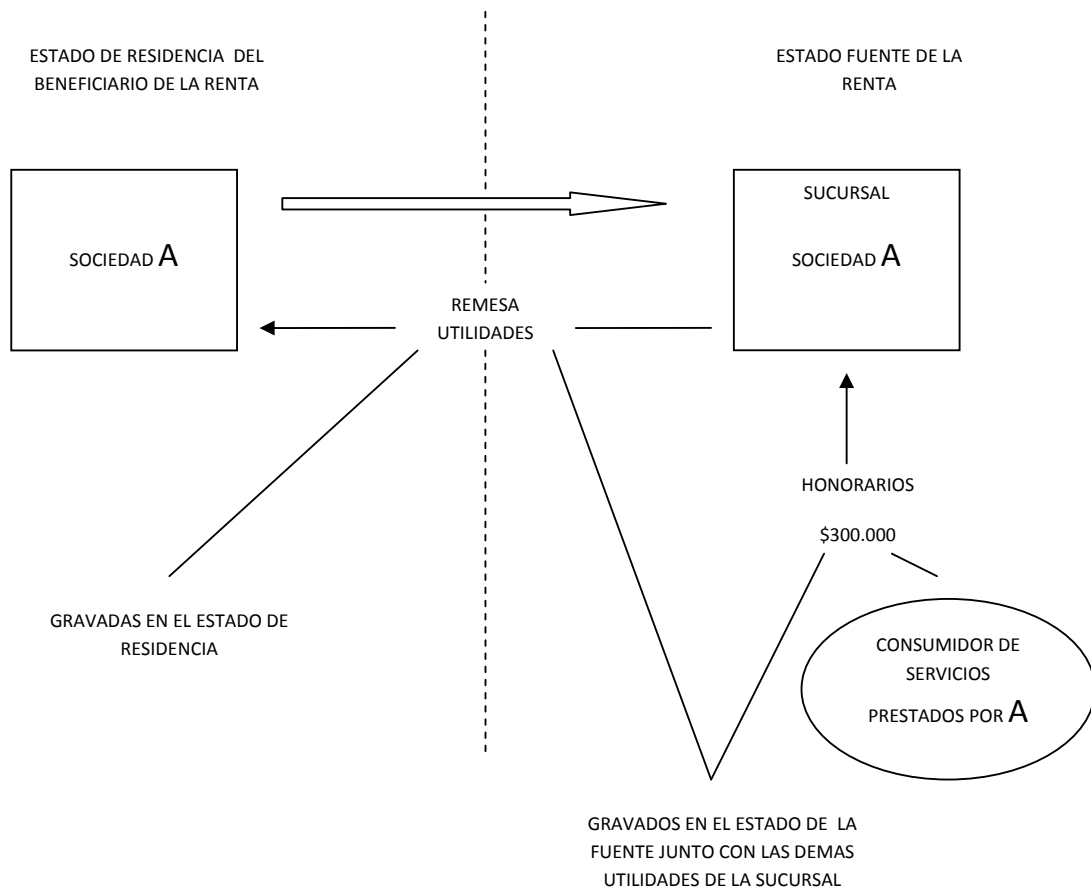 ESTADO DE RESIDENCIA DEL
BENEFICIARIO DE LA RENTA
ESTADO FUENTE DE LA
RENTA
SOCIEDAD A
SUCURSAL
SOCIEDAD A
REMESA
UTILIDADES
HONORARIOS
$300.000
GRAVADAS EN EL ESTADO DE
RESIDENCIA
CONSUMIDOR DE
SERVICIOS
PRESTADOS POR A
GRAVADOS EN EL ESTADO DE LA
FUENTE JUNTO CON LAS DEMAS
UTILIDADES DE LA SUCURSAL